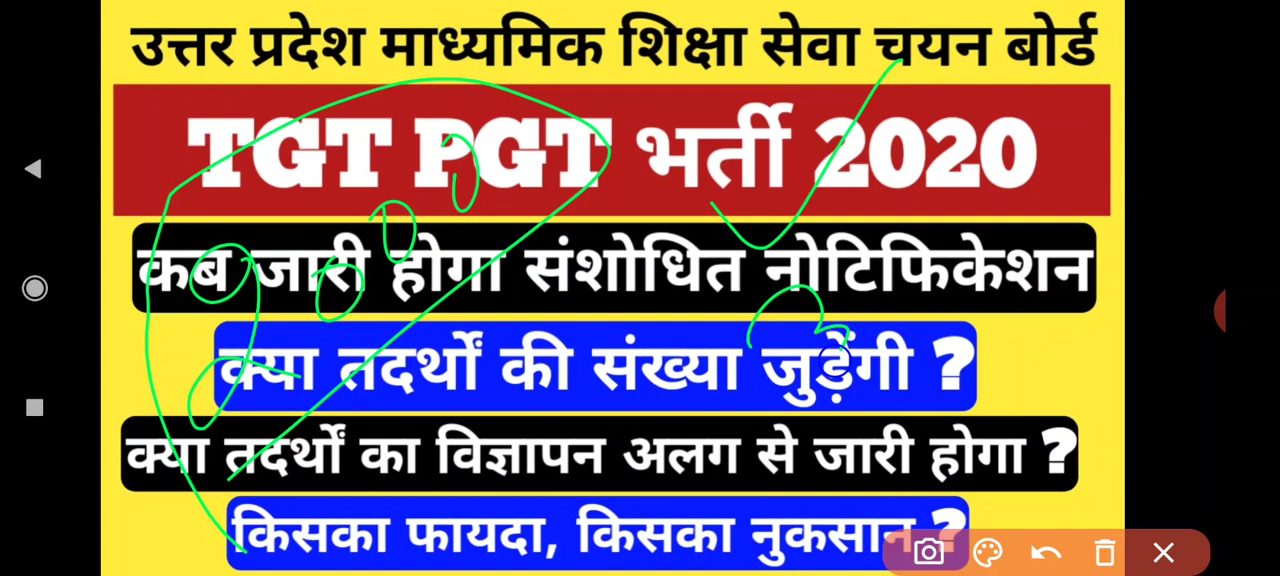 उत्तर प्रदेश माध्यमिक शिक्षा सेवा चयन बोर्ड
TGT PGT भर्ती 2020
कब जारी होगा संशोधित नोटिफिकेशन
क्या तदर्थों की संख्या जुड़ेंगी ?
क्या तदर्थों का विज्ञापन अलग से जारी होगा ?
किसका फायदा, किसका नुकसान ?